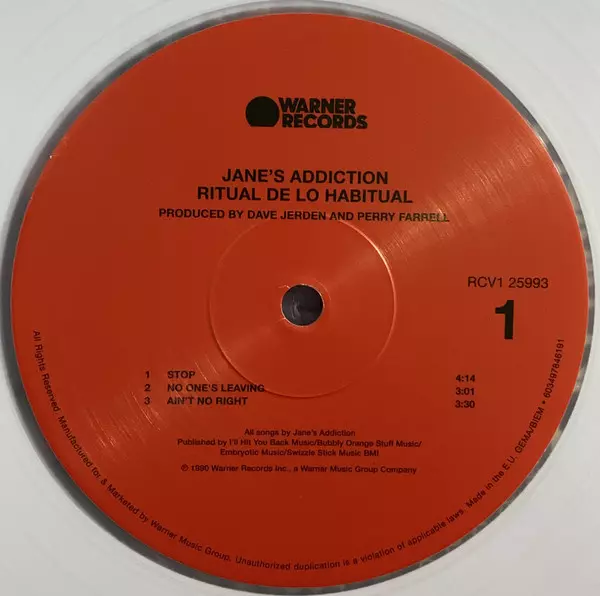 WARNER
RECORDS
JANE'S ADDICTION
RITUAL DE LO HABITUAL
PRODUCED BY DAVE JERDEN AND PERRY FARRELL
RCV1 25993
1
1 STOP 4:14
2 NO ONE'S LEAVING 3:01
3 AIN'T NO RIGHT 3:30
All songs by Jane's Addiction
Published by I'll Hit You Back Music/Bubbly Orange Stuff Music/
Embryotic Music/Swizzle Stick Music BMI
℗ 1990 Warner Records Inc., a Warner Music Group Company
All Rights Reserved. Manufactured for & Marketed by Warner Music Group. Unauthorized duplication is a violation of applicable laws. Made in the E.U. GEMA/BIEM • 603497846191